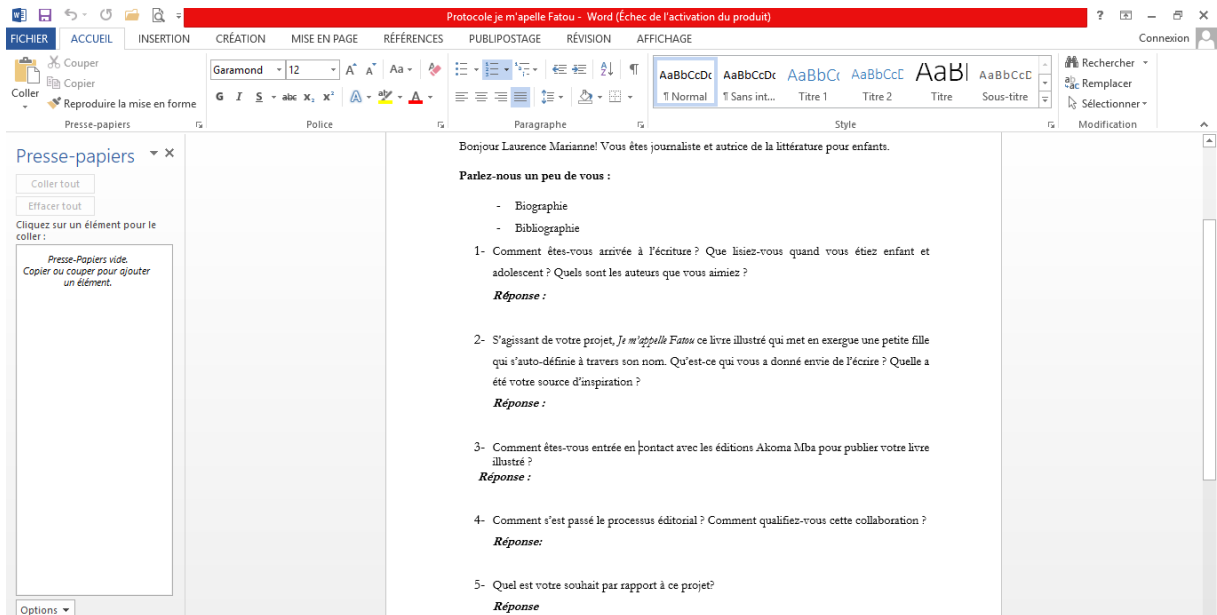 Protocole je m'apelle Fatou - Word (Échec de l'activation du produit)
FICHIER ACCUEIL INSERTION CRÉATION MISE EN PAGE RÉFÉRENCES PUBLIPOSTAGE RÉVISION AFFICHAGE Connexion
Coller
Couper
Copier
Reproduire la mise en forme
Presse-papiers
Garamond 12
G I S abc X₂ X²
Police
Paragraphe
AaBbCcDc AaBbCcDc AaBbCc AaBbCcE AaBl AaBbCcE
¶ Normal ¶ Sans int... Titre 1 Titre 2 Titre Sous-titre
Style
Rechercher
Remplacer
Sélectionner
Modification
Presse-papiers
Coller tout
Effacer tout
Cliquez sur un élément pour le
coller :
Presse-Papiers vide.
Copier ou couper pour ajouter
un élément.
Options
Bonjour Laurence Marianne! Vous êtes journaliste et autrice de la littérature pour enfants.
Parlez-nous un peu de vous :
- Biographie
- Bibliographie
1- Comment êtes-vous arrivée à l'écriture ? Que lisiez-vous quand vous étiez enfant et
adolescent ? Quels sont les auteurs que vous aimiez ?
Réponse :
2- S'agissant de votre projet, Je m'appelle Fatou ce livre illustré qui met en exergue une petite fille
qui s'auto-définie à travers son nom. Qu'est-ce qui vous a donné envie de l'écrire ? Quelle a
été votre source d'inspiration ?
Réponse :
3- Comment êtes-vous entrée en contact avec les éditions Akoma Mba pour publier votre livre
illustré ?
Réponse :
4- Comment s'est passé le processus éditorial ? Comment qualifiez-vous cette collaboration ?
Réponse:
5- Quel est votre souhait par rapport à ce projet?
Réponse